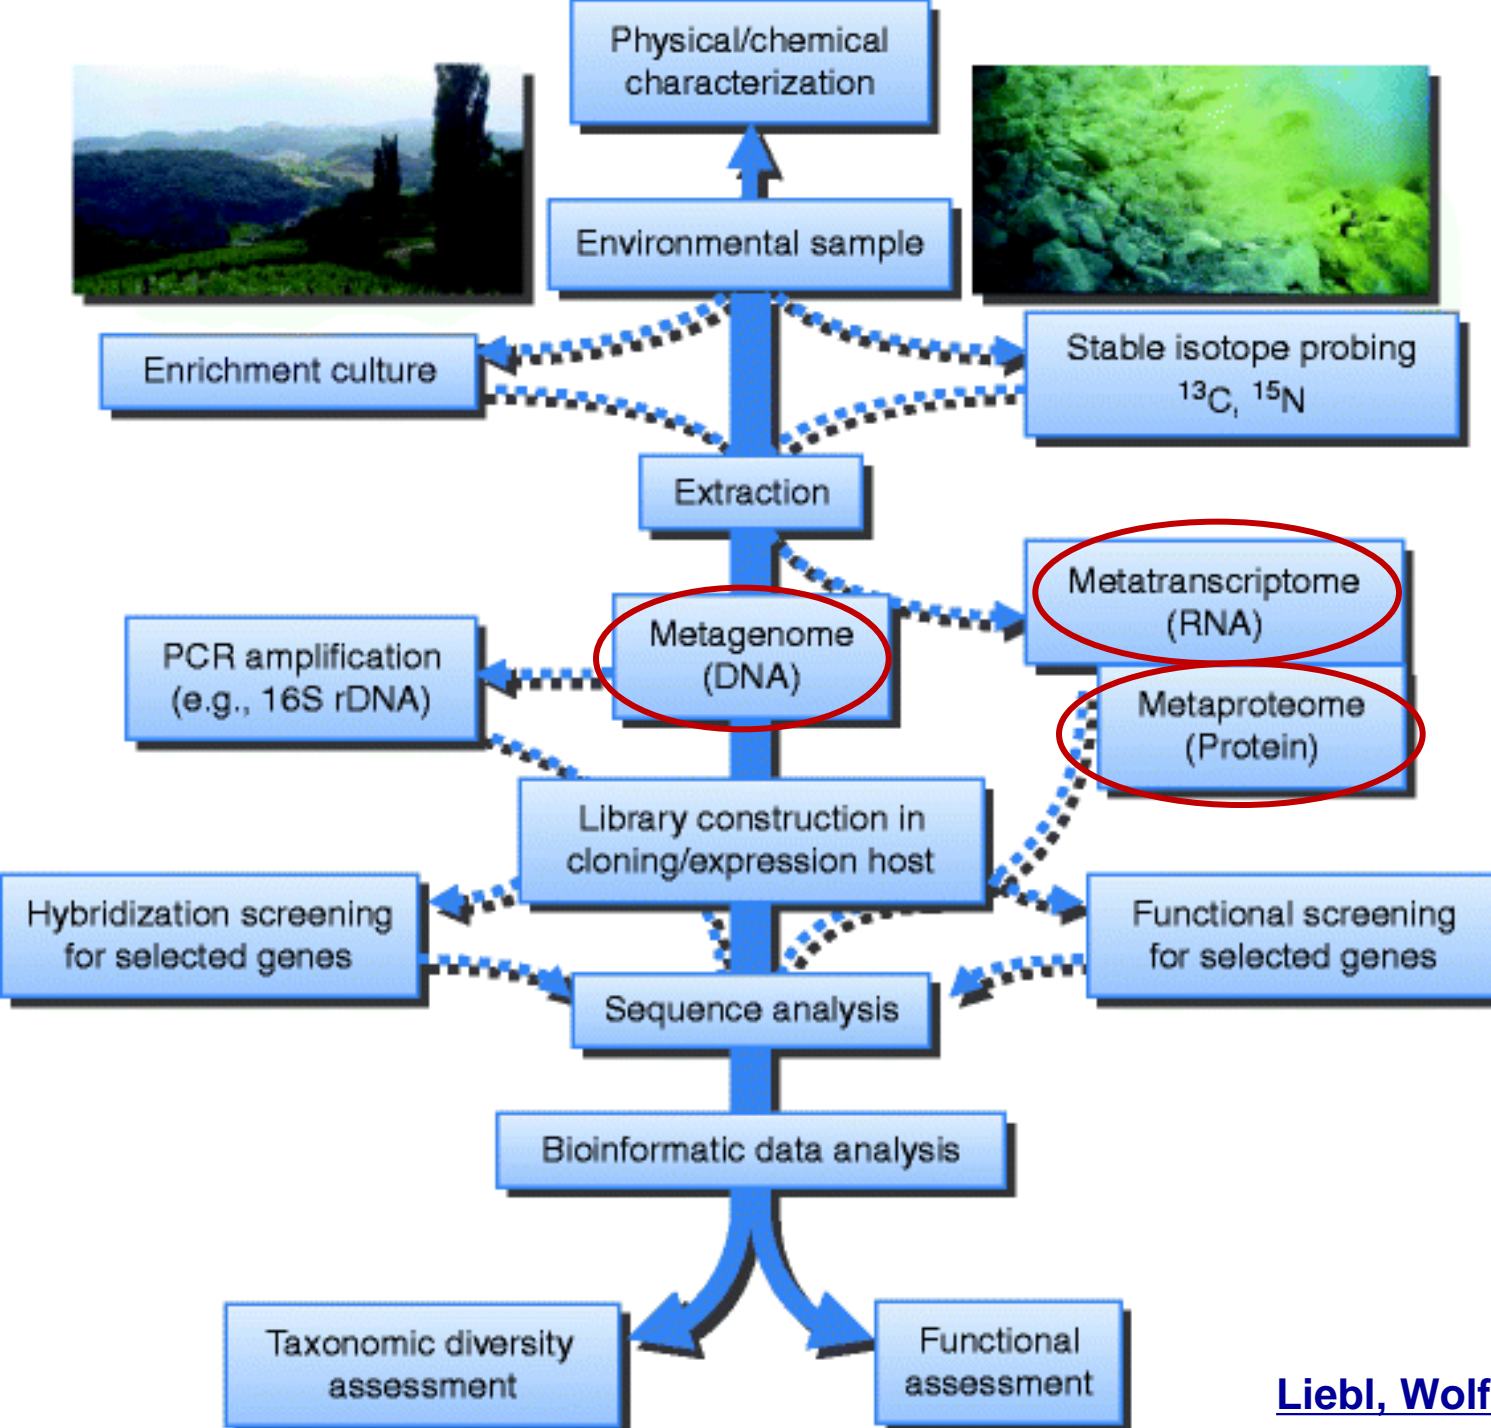 Physical/chemical
characterization
Environmental sample
Enrichment culture
Stable isotope probing
¹³C, ¹⁵N
Extraction
Metatranscriptome
(RNA)
Metagenome
(DNA)
PCR amplification
(e.g., 16S rDNA)
Metaproteome
(Protein)
Library construction in
cloning/expression host
Hybridization screening
for selected genes
Functional screening
for selected genes
Sequence analysis
Bioinformatic data analysis
Taxonomic diversity
assessment
Functional
assessment
Liebl, Wolf